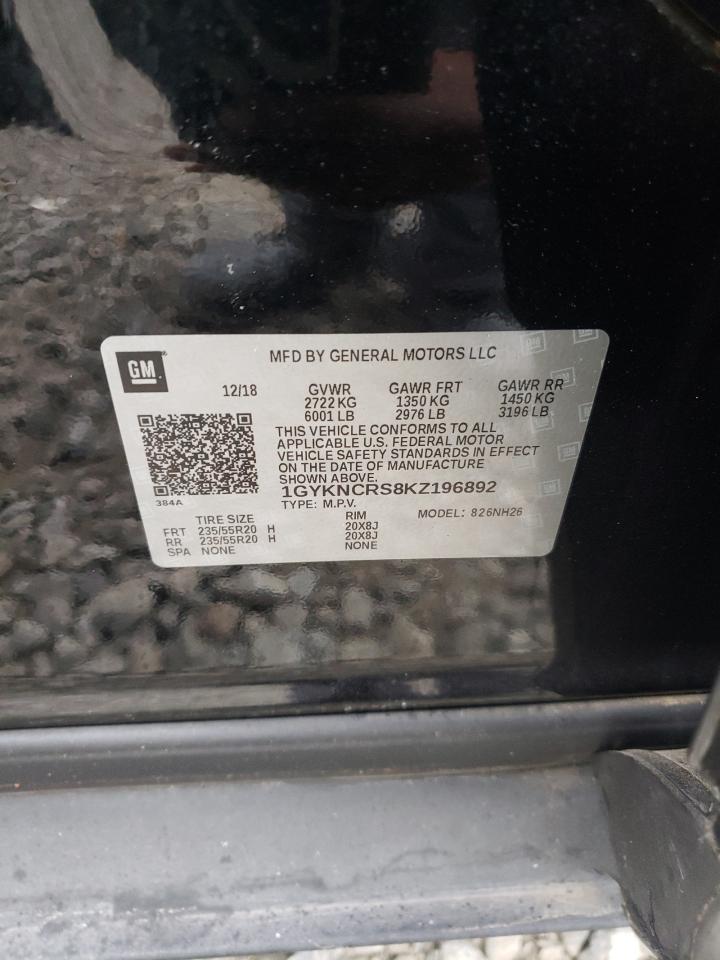 GM
MFD BY GENERAL MOTORS LLC
12/18 GVWR GAWR FRT GAWR RR
2722 KG 1350 KG 1450 KG
6001 LB 2976 LB 3196 LB
THIS VEHICLE CONFORMS TO ALL
APPLICABLE U.S. FEDERAL MOTOR
VEHICLE SAFETY STANDARDS IN EFFECT
ON THE DATE OF MANUFACTURE
SHOWN ABOVE.
384A 1GYKNCRS8KZ196892
TYPE: M.P.V. MODEL: 826NH26
TIRE SIZE RIM
FRT 235/55R20 H 20X8J
RR 235/55R20 H 20X8J
SPA NONE NONE